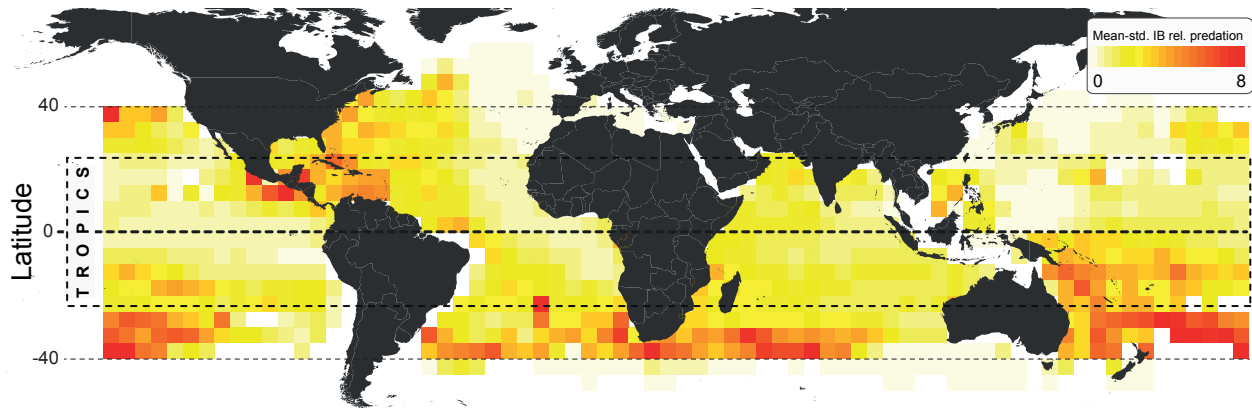 Mean-std. IB rel. predation
0 8
40
0
-40
Latitude
TROPICS